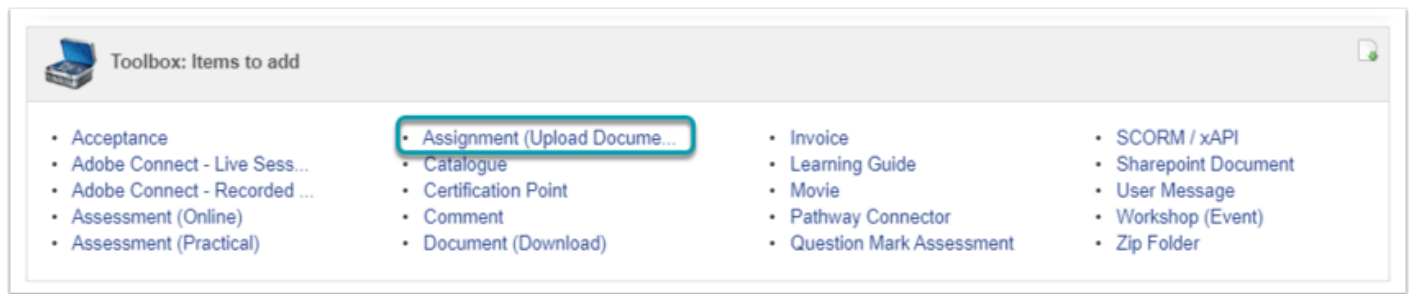 Toolbox: Items to add
Acceptance
Adobe Connect - Live Sess...
Adobe Connect - Recorded ...
Assessment (Online)
Assessment (Practical)
Assignment (Upload Docume...
Catalogue
Certification Point
Comment
Document (Download)
Invoice
Learning Guide
Movie
Pathway Connector
Question Mark Assessment
SCORM / xAPI
Sharepoint Document
User Message
Workshop (Event)
Zip Folder